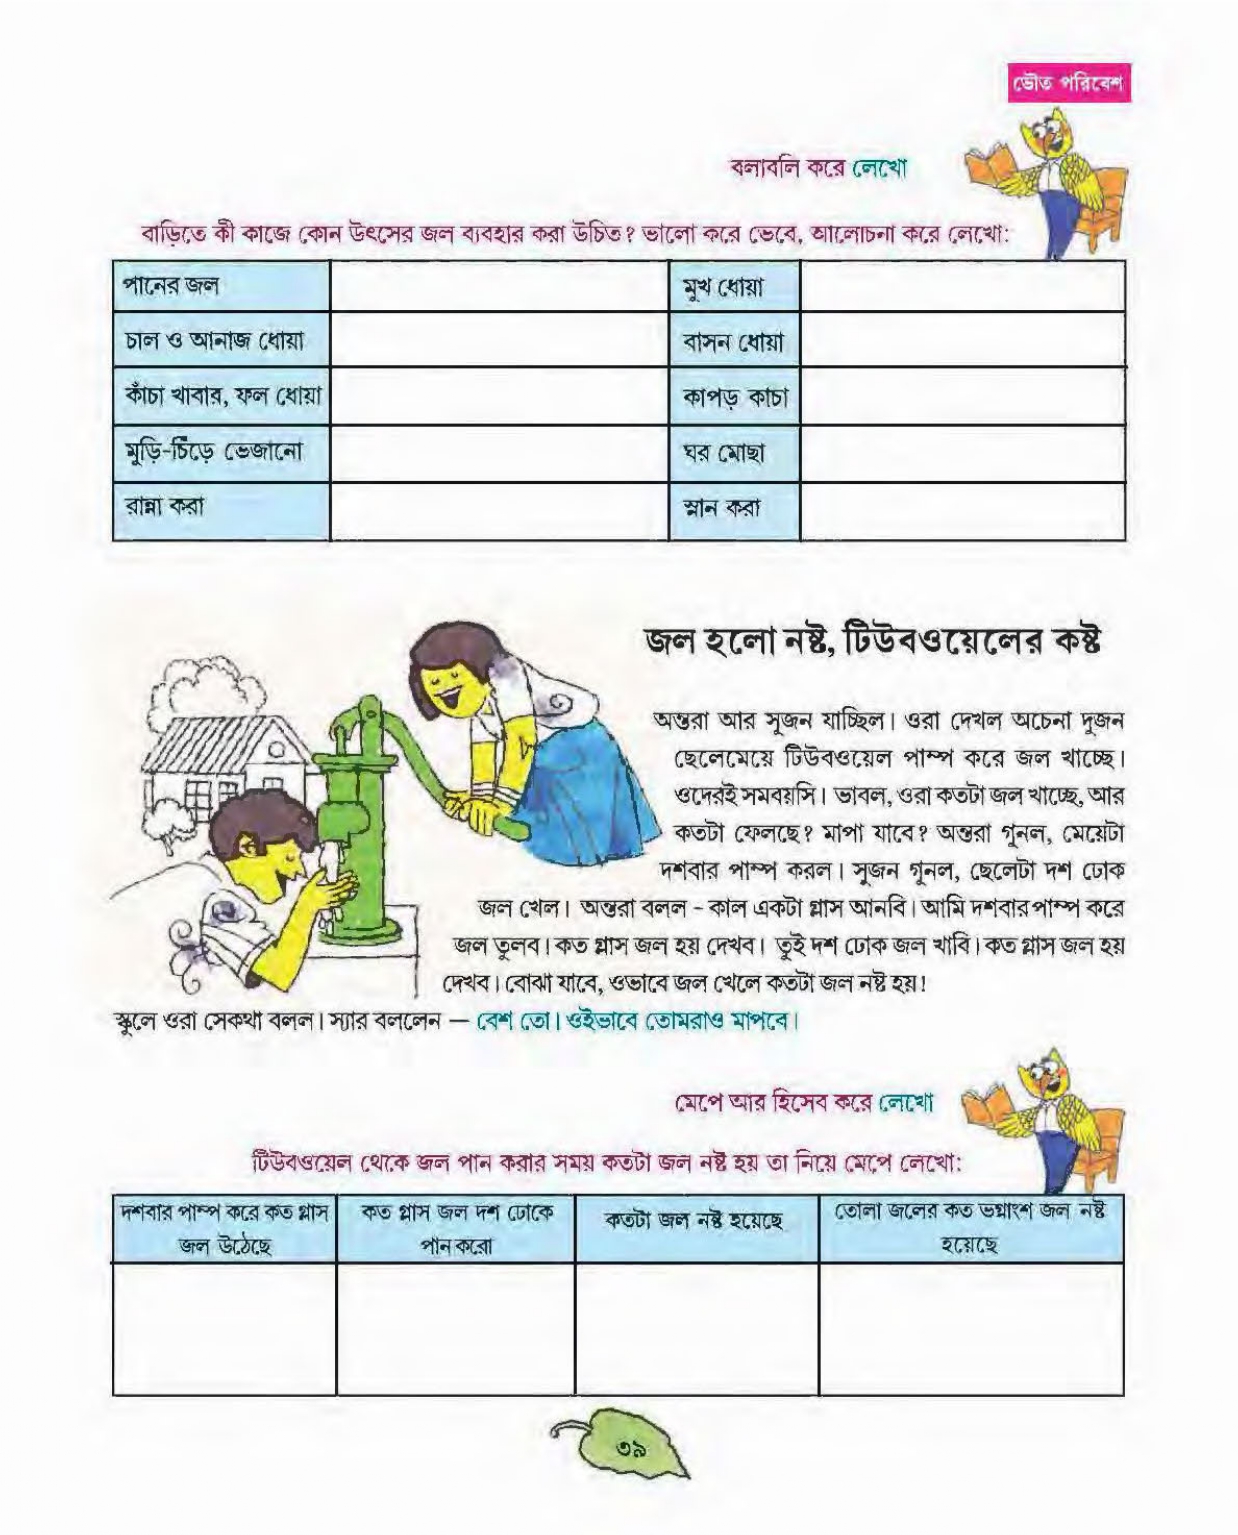 ভৌত পরিবেশ
বলাবলি করে লেখো
বাড়িতে কী কাজে কোন উৎসের জল ব্যবহার করা উচিত? ভালো করে ভেবে, আলোচনা করে লেখো:
পানের জল
মুখ ধোয়া
চাল ও আনাজ ধোয়া
বাসন ধোয়া
কাঁচা খাবার, ফল ধোয়া
কাপড় কাচা
মুড়ি-চিঁড়ে ভেজানো
ঘর মোছা
রান্না করা
স্নান করা
জল হলো নষ্ট, টিউবওয়েলের কষ্ট
অন্তরা আর সুজন যাচ্ছিল। ওরা দেখল অচেনা দুজন
ছেলেমেয়ে টিউবওয়েল পাম্প করে জল খাচ্ছে।
ওদেরই সমবয়সি। ভাবল, ওরা কতটা জল খাচ্ছে, আর
কতটা ফেলছে? মাপা যাবে? অন্তরা গুনল, মেয়েটা
দশবার পাম্প করল। সুজন গুনল, ছেলেটা দশ ঢোক
জল খেল। অন্তরা বলল - কাল একটা গ্লাস আনবি। আমি দশবার পাম্প করে
জল তুলব। কত গ্লাস জল হয় দেখব। তুই দশ ঢোক জল খাবি। কত গ্লাস জল হয়
দেখব। বোঝা যাবে, ওভাবে জল খেলে কতটা জল নষ্ট হয়!
স্কুলে ওরা সেকথা বলল। স্যার বললেন — বেশ তো। ওইভাবে তোমরাও মাপবে।
মেপে আর হিসেব করে লেখো
টিউবওয়েল থেকে জল পান করার সময় কতটা জল নষ্ট হয় তা নিয়ে মেপে লেখো:
দশবার পাম্প করে কত গ্লাস
জল উঠেছে
কত গ্লাস জল দশ ঢোকে
পান করো
কতটা জল নষ্ট হয়েছে
তোলা জলের কত ভগ্নাংশ জল নষ্ট
হয়েছে
৩৯